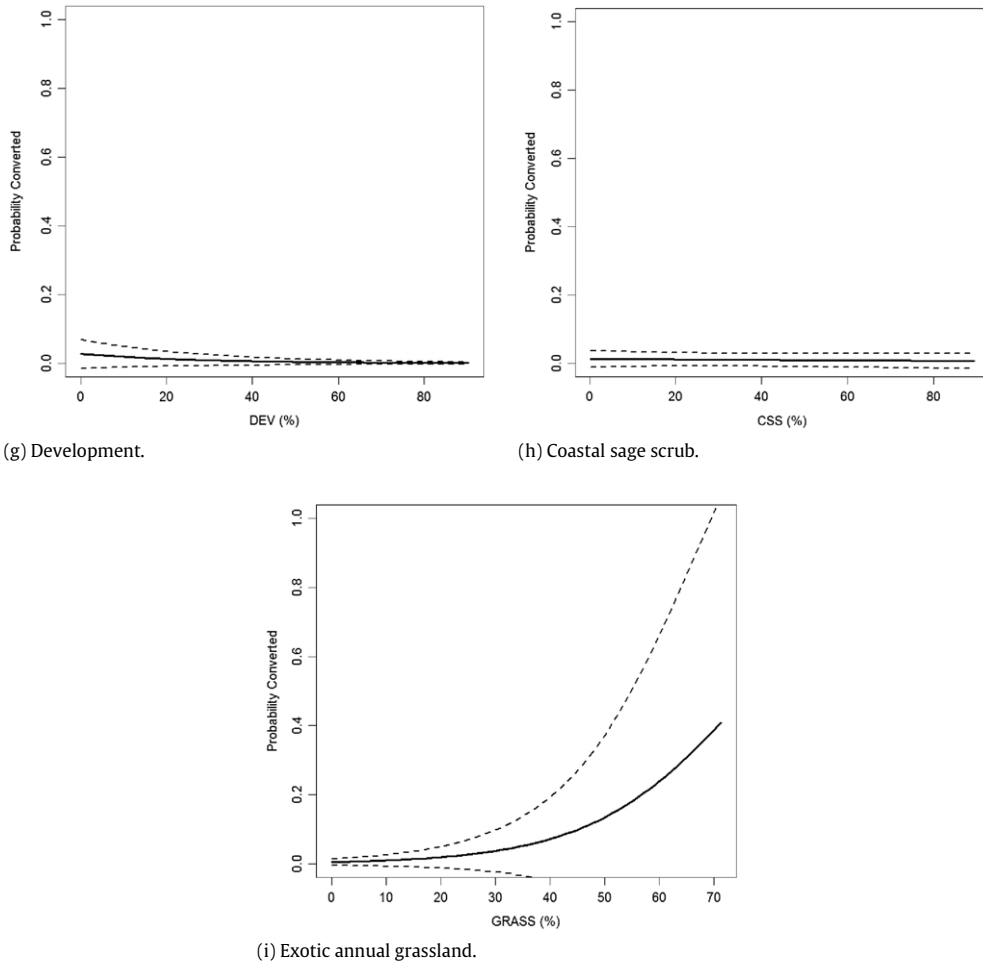 1.0
0.8
0.6
0.4
0.2
0.0
Probability Converted
0 20 40 60 80
DEV (%)
(g) Development.
1.0
0.8
0.6
0.4
0.2
0.0
Probability Converted
0 20 40 60 80
CSS (%)
(h) Coastal sage scrub.
1.0
0.8
0.6
0.4
0.2
0.0
Probability Converted
0 10 20 30 40 50 60 70
GRASS (%)
(i) Exotic annual grassland.